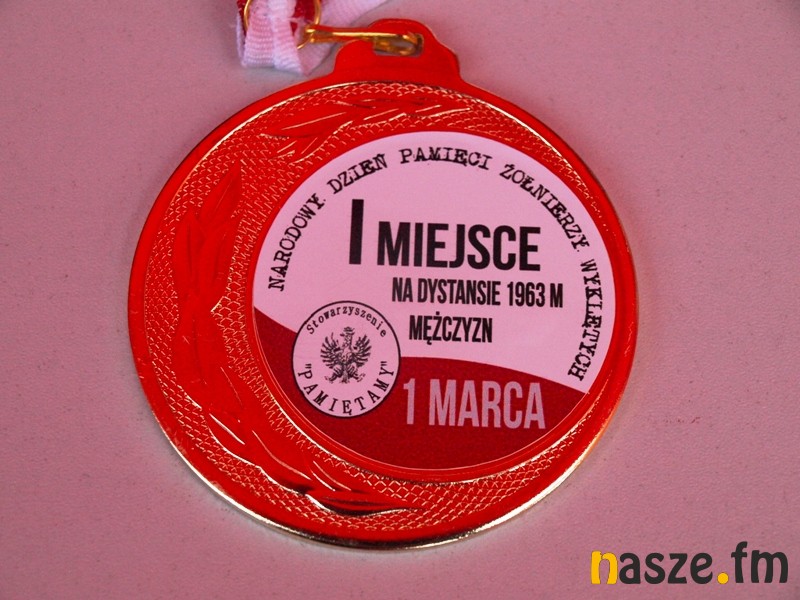 NARODOWY DZIEŃ PAMIĘCI ŻOŁNIERZY WYKLĘTYCH
I MIEJSCE
NA DYSTANSIE 1963 M
MĘŻCZYZN
Stowarzyszenie
"PAMIĘTAMY"
1 MARCA
nasze.fm